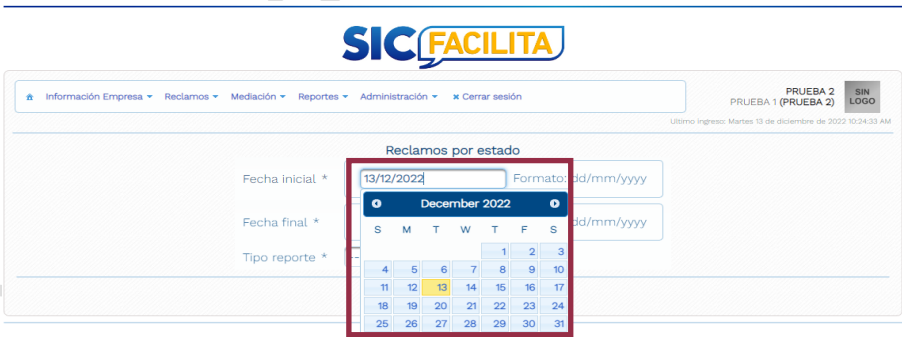 SIC FACILITA
Información Empresa Reclamos Mediación Reportes Administración × Cerrar sesión
PRUEBA 2
PRUEBA 1 (PRUEBA 2)
SIN
LOGO
Ultimo ingreso: Martes 13 de diciembre de 2022 10:24:33 AM
Reclamos por estado
Fecha inicial * 13/12/2022 Formato: dd/mm/yyyy
December 2022
Fecha final * dd/mm/yyyy
S M T W T F S
Tipo reporte * --
1 2 3
4 5 6 7 8 9 10
11 12 13 14 15 16 17
18 19 20 21 22 23 24
25 26 27 28 29 30 31